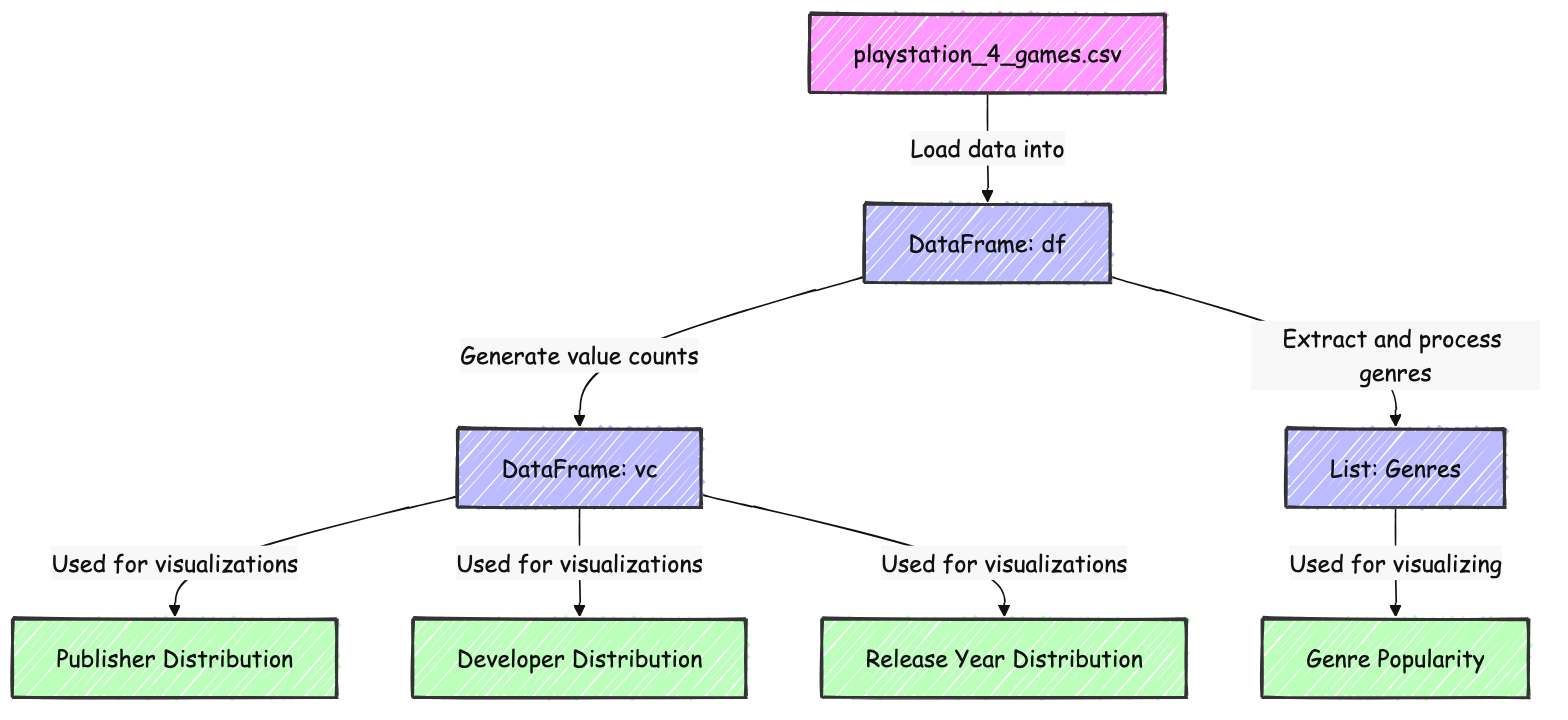 playstation_4_games.csv
Load data into
DataFrame: df
Generate value counts
Extract and process
genres
DataFrame: vc
List: Genres
Used for visualizations
Used for visualizations
Used for visualizations
Used for visualizing
Publisher Distribution
Developer Distribution
Release Year Distribution
Genre Popularity